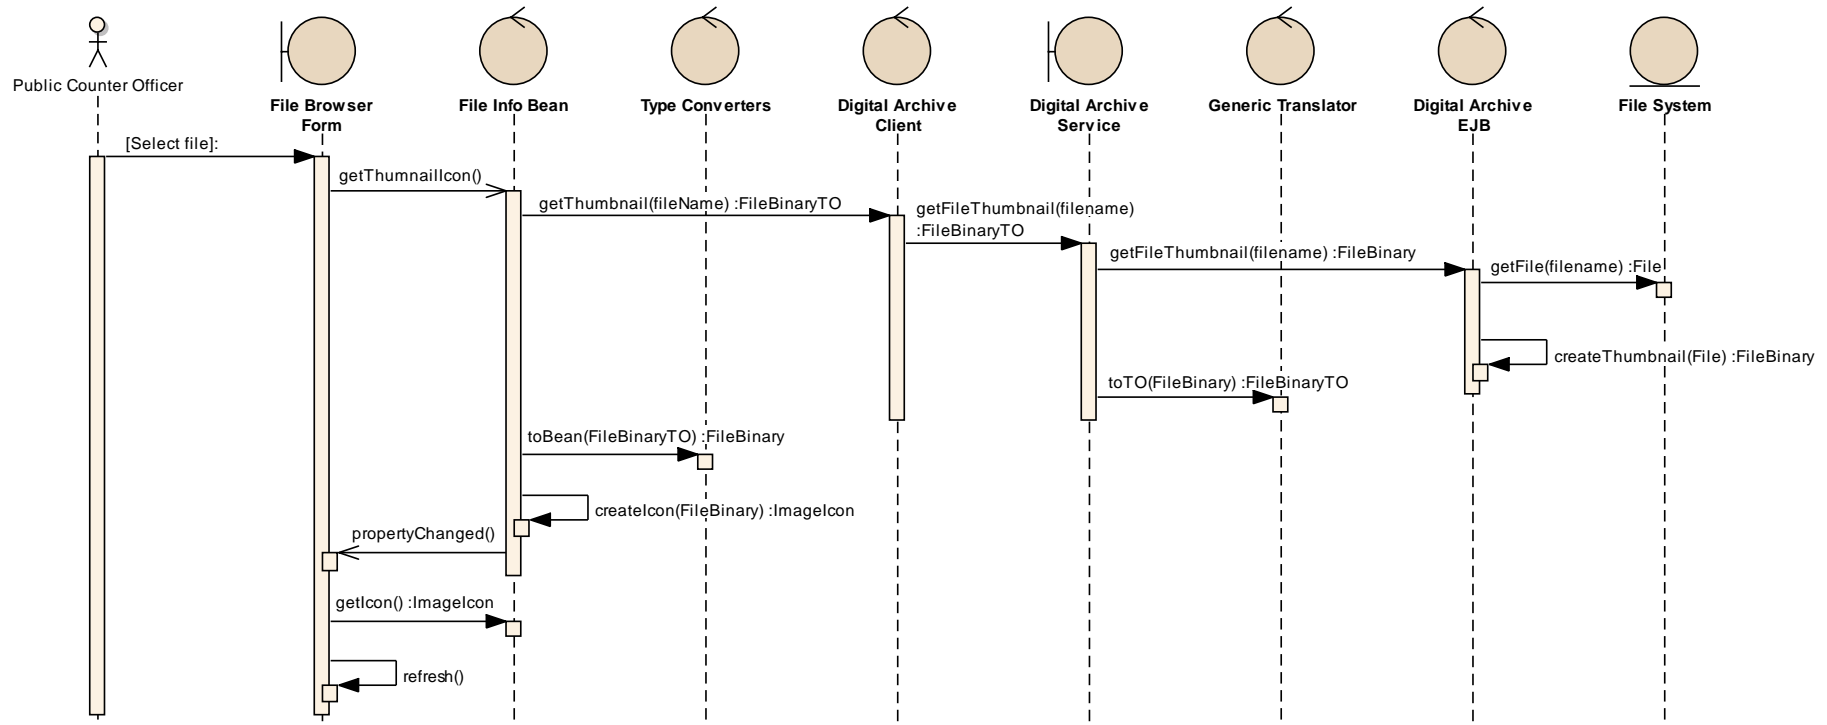 Public Counter Officer
File Browser
Form
File Info Bean
Type Converters
Digital Archive
Client
Digital Archive
Service
Generic Translator
Digital Archive
EJB
File System
[Select file]:
getThumnailIcon()
getThumbnail(fileName) :FileBinaryTO
getFileThumbnail(filename)
:FileBinaryTO
getFileThumbnail(filename) :FileBinary
getFile(filename) :File
createThumbnail(File) :FileBinary
toTO(FileBinary) :FileBinaryTO
toBean(FileBinaryTO) :FileBinary
createIcon(FileBinary) :ImageIcon
propertyChanged()
getIcon() :ImageIcon
refresh()